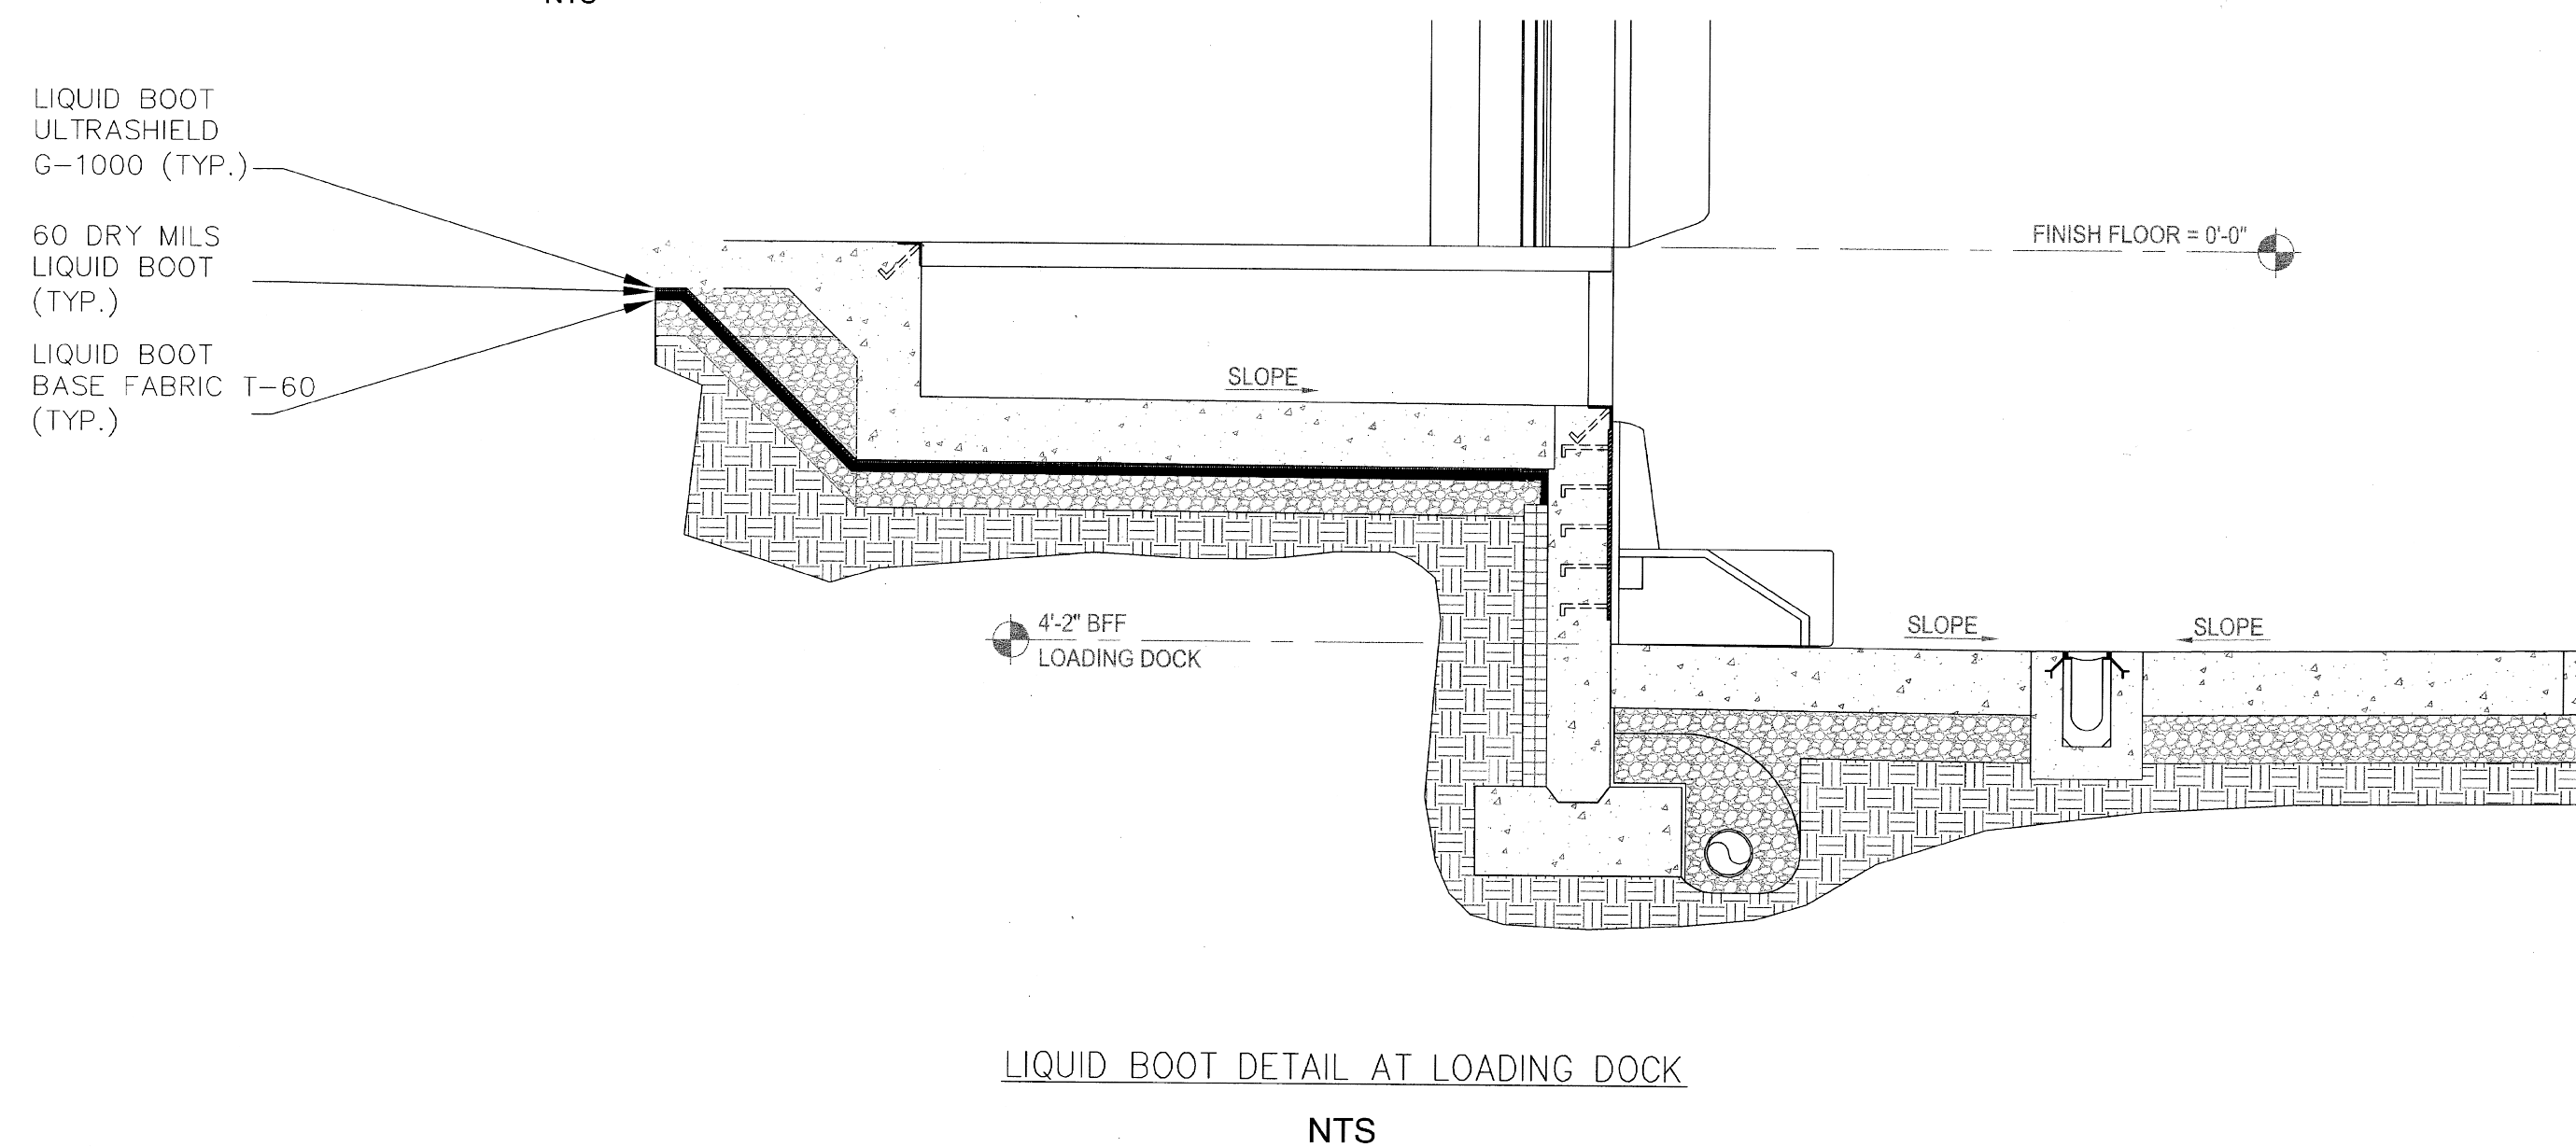 NTS
LIQUID BOOT
ULTRASHIELD
G-1000 (TYP.)
60 DRY MILS
LIQUID BOOT
(TYP.)
LIQUID BOOT
BASE FABRIC T-60
(TYP.)
FINISH FLOOR = 0'-0"
SLOPE
4'-2" BFF
LOADING DOCK
SLOPE
SLOPE
LIQUID BOOT DETAIL AT LOADING DOCK
NTS